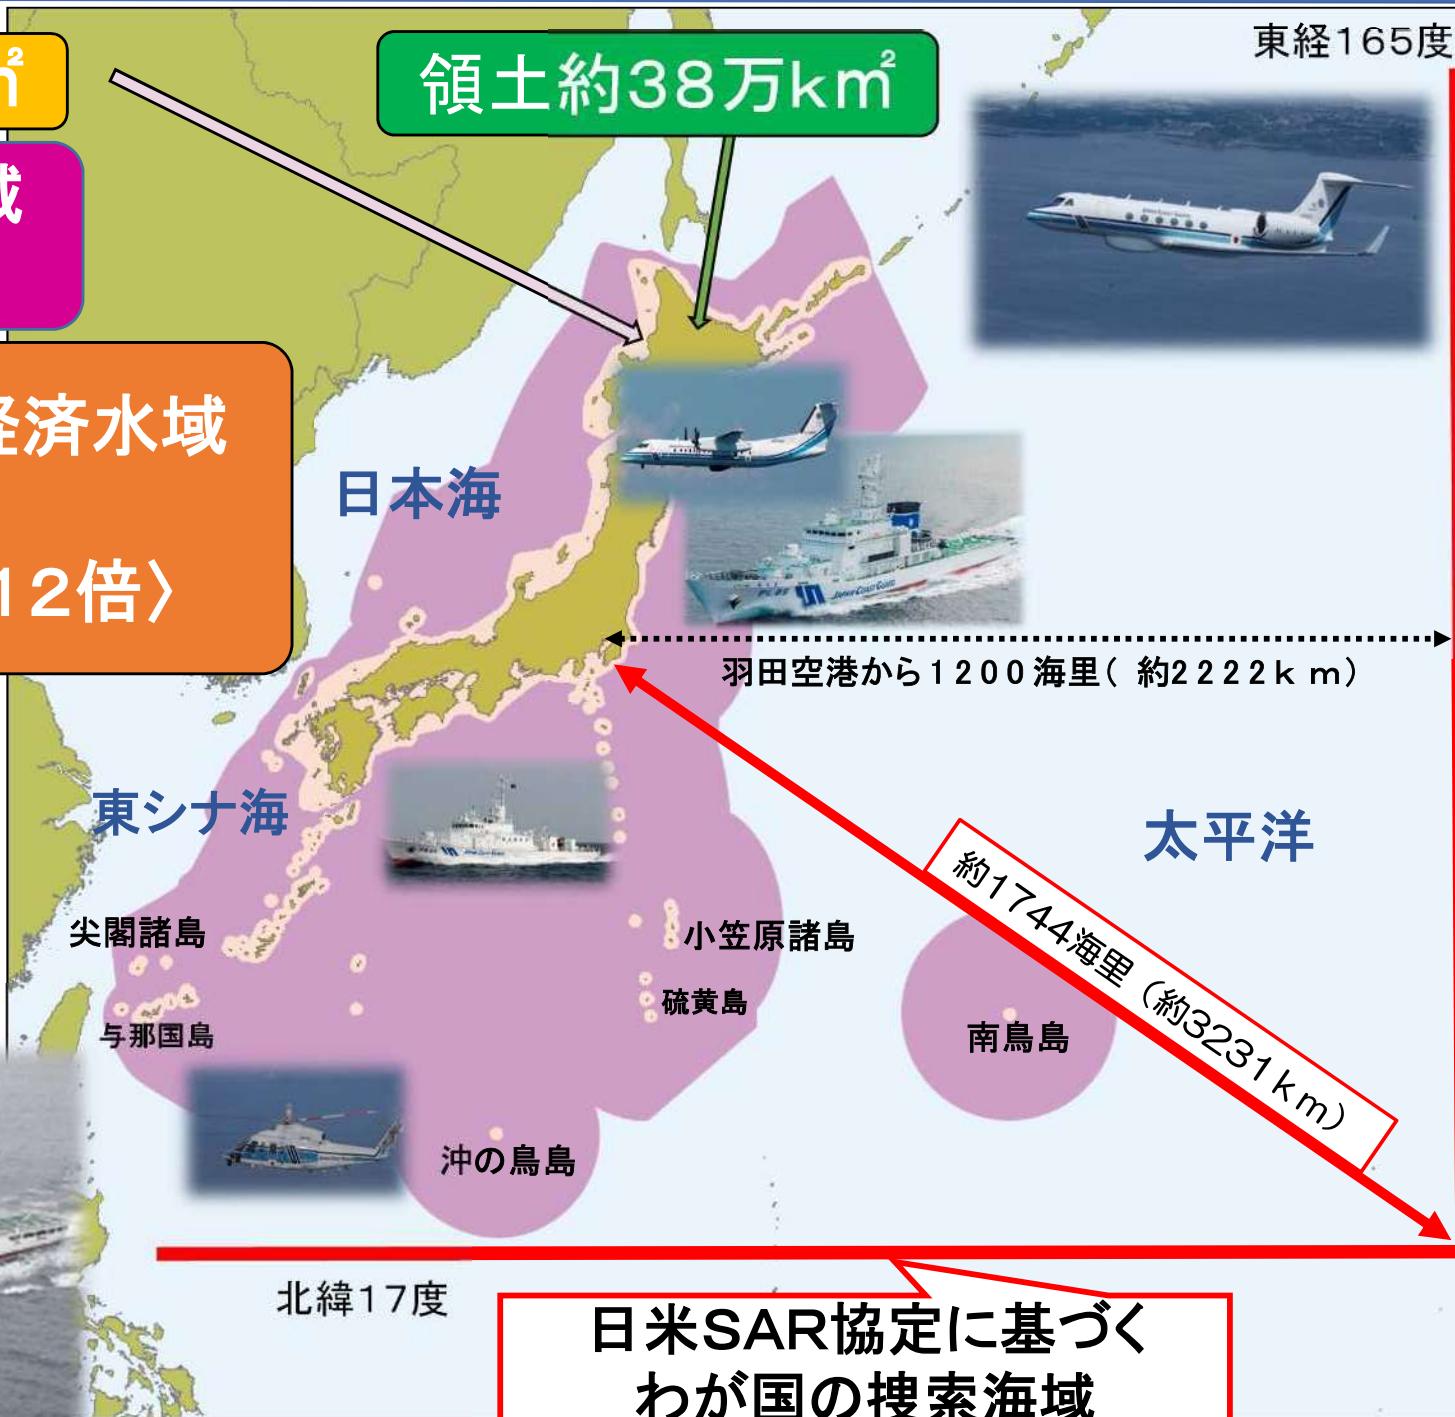 東経165度
㎡
領土約38万k㎡
域
経済水域
12倍〉
日本海
羽田空港から1200海里( 約2222km)
東シナ海
太平洋
約1744海里(約3231km)
尖閣諸島
小笠原諸島
硫黄島
与那国島
南鳥島
沖の鳥島
北緯17度
日米SAR協定に基づく
わが国の捜索海域
JAPAN COAST GUARD